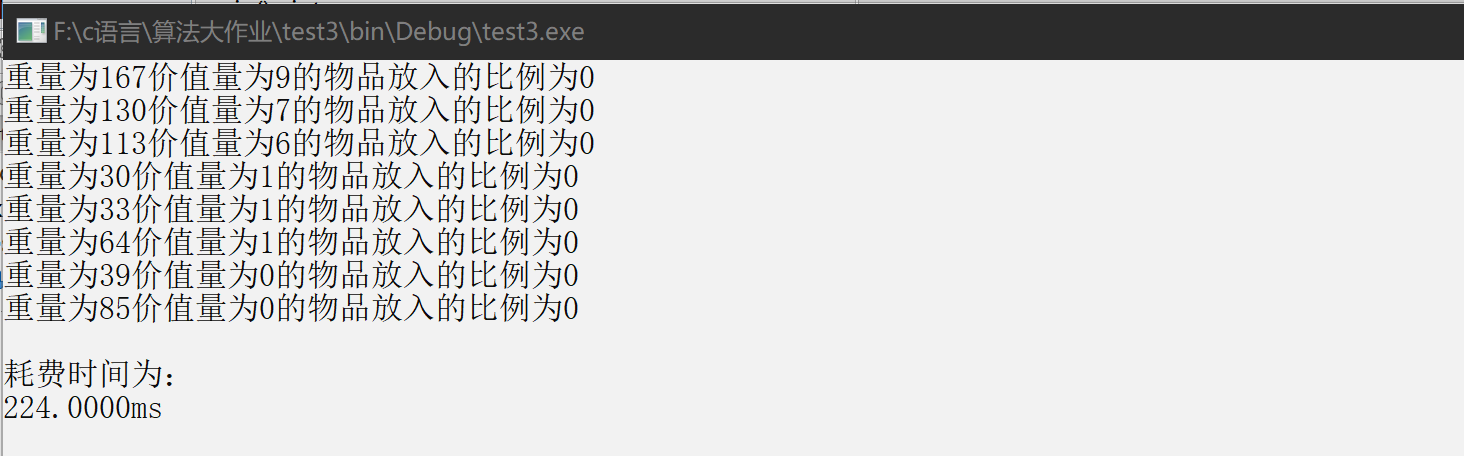 F:\c语言\算法大作业\test3\bin\Debug\test3.exe
重量为167价值量为9的物品放入的比例为0
重量为130价值量为7的物品放入的比例为0
重量为113价值量为6的物品放入的比例为0
重量为30价值量为1的物品放入的比例为0
重量为33价值量为1的物品放入的比例为0
重量为64价值量为1的物品放入的比例为0
重量为39价值量为0的物品放入的比例为0
重量为85价值量为0的物品放入的比例为0
耗费时间为：
224.0000ms